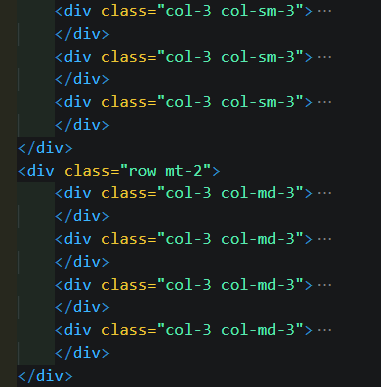 <div class="col-3 col-sm-3">···
</div>
<div class="col-3 col-sm-3">···
</div>
<div class="col-3 col-sm-3">···
</div>
</div>
<div class="row mt-2">
<div class="col-3 col-md-3">···
</div>
<div class="col-3 col-md-3">···
</div>
<div class="col-3 col-md-3">···
</div>
<div class="col-3 col-md-3">···
</div>
</div>